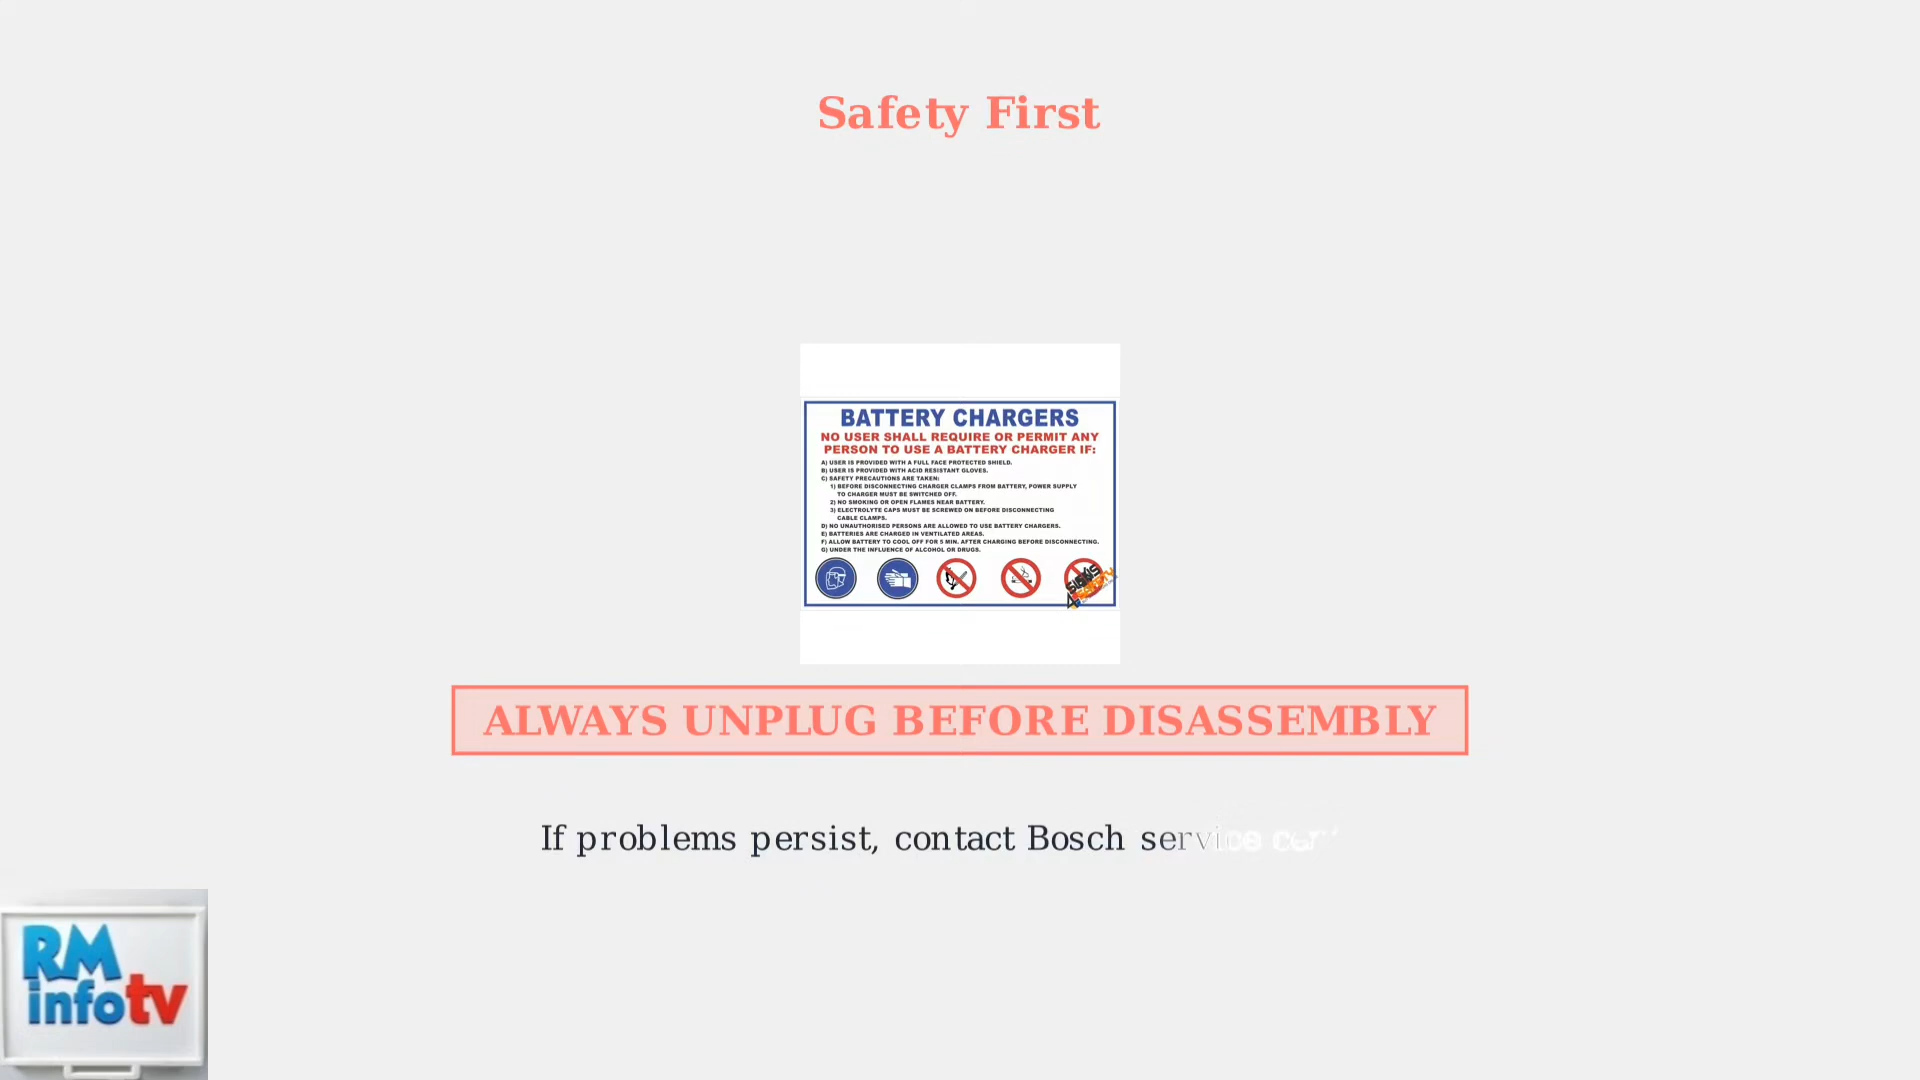 Safety First
BATTERY CHARGERS
NO USER SHALL REQUIRE OR PERMIT ANY
PERSON TO USE A BATTERY CHARGER IF:
A) USER IS PROVIDED WITH A FULL FACE PROTECTED SHIELD.
B) USER IS PROVIDED WITH ACID RESISTANT GLOVES.
C) SAFETY PRECAUTIONS ARE TAKEN:
1) BEFORE DISCONNECTING CHARGER CLAMPS FROM BATTERY, POWER SUPPLY
TO CHARGER MUST BE SWITCHED OFF.
2) NO SMOKING OR OPEN FLAMES NEAR BATTERY.
3) ELECTROLYTE CAPS MUST BE SCREWED ON BEFORE DISCONNECTING
CABLE CLAMPS.
D) NO UNAUTHORISED PERSONS ARE ALLOWED TO USE BATTERY CHARGERS.
E) BATTERIES ARE CHARGED IN VENTILATED AREAS.
F) ALLOW BATTERY TO COOL OFF FOR 5 MIN. AFTER CHARGING BEFORE DISCONNECTING.
G) UNDER THE INFLUENCE OF ALCOHOL OR DRUGS.
SIGNS
4 SAFETY
ALWAYS UNPLUG BEFORE DISASSEMBLY
If problems persist, contact Bosch service
RM
infotv